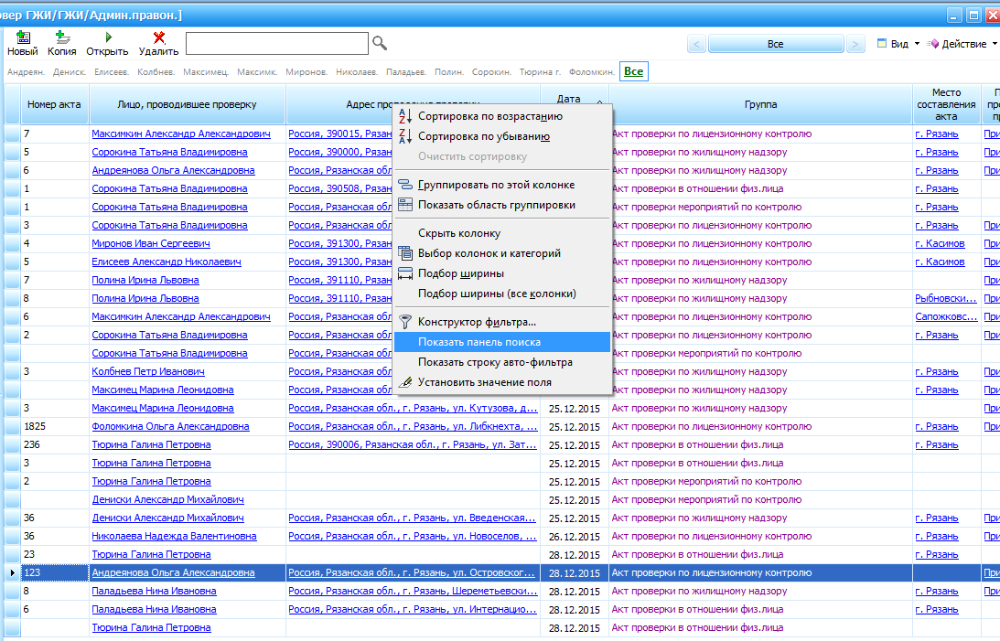 рвер ГЖИ/ГЖИ/Админ.правон.]
Новый Копия Открыть Удалить < Все > Вид Действие
Андреян. Дениск. Елисеев. Колбнев. Максимец. Максимк. Миронов. Николаев. Паладьев. Полин. Сорокин. Тюрина г. Фоломкин. Все
Номер акта Лицо, проводившее проверку Адрес проведения проверки Дата Группа Место составления акта
7 Максимкин Александр Александрович Россия, 390015, Рязан Акт проверки по лицензионному контролю г. Рязань При
5 Сорокина Татьяна Владимировна Россия, 390000, Рязан Акт проверки по жилищному надзору г. Рязань При
6 Андреянова Ольга Александровна Россия, Рязанская обл Акт проверки по жилищному надзору г. Рязань При
1 Сорокина Татьяна Владимировна Россия, 390508, Рязан Акт проверки в отношении физ.лица г. Рязань
1 Сорокина Татьяна Владимировна Россия, Рязанская обл Акт проверки мероприятий по контролю г. Рязань
3 Сорокина Татьяна Владимировна Россия, Рязанская обл Акт проверки по лицензионному контролю г. Рязань При
4 Миронов Иван Сергеевич Россия, 391300, Рязан Акт проверки по лицензионному контролю г. Касимов При
5 Елисеев Александр Николаевич Россия, 391300, Рязан Акт проверки по лицензионному контролю г. Касимов При
7 Полина Ирина Львовна Россия, 391110, Рязан Акт проверки по жилищному надзору При
8 Полина Ирина Львовна Россия, 391110, Рязан Акт проверки по жилищному надзору Рыбновски... При
6 Максимкин Александр Александрович Россия, Рязанская обл Акт проверки по лицензионному контролю Сапожковс... При
2 Сорокина Татьяна Владимировна Россия, Рязанская обл Акт проверки по лицензионному контролю г. Рязань При
Сорокина Татьяна Владимировна Россия, Рязанская обл Акт проверки мероприятий по контролю
3 Колбнев Петр Иванович Россия, Рязанская обл Акт проверки по жилищному надзору г. Рязань При
Максимец Марина Леонидовна Россия, Рязанская обл Акт проверки по жилищному надзору г. Рязань При
Сортировка по возрастанию
Сортировка по убыванию
Очистить сортировку
Группировать по этой колонке
Показать область группировки
Скрыть колонку
Выбор колонок и категорий
Подбор ширины
Подбор ширины (все колонки)
Конструктор фильтра...
Показать панель поиска
Показать строку авто-фильтра
Установить значение поля
3 Максимец Марина Леонидовна Россия, Рязанская обл., г. Рязань, ул. Кутузова, д... 25.12.2015 Акт проверки по жилищному надзору При
1825 Фоломкина Ольга Александровна Россия, Рязанская обл., г. Рязань, ул. Либкнехта, ... 25.12.2015 Акт проверки по лицензионному контролю г. Рязань При
236 Тюрина Галина Петровна Россия, 390006, Рязанская обл., г. Рязань, ул. Зат... 25.12.2015 Акт проверки в отношении физ.лица г. Рязань
3 Тюрина Галина Петровна 25.12.2015 Акт проверки в отношении физ.лица
2 Тюрина Галина Петровна 25.12.2015 Акт проверки мероприятий по контролю
Дениски Александр Михайлович 25.12.2015 Акт проверки мероприятий по контролю
36 Дениски Александр Михайлович Россия, Рязанская обл., г. Рязань, ул. Введенская... 25.12.2015 Акт проверки по жилищному надзору г. Рязань При
36 Николаева Надежда Валентиновна Россия, Рязанская обл., г. Рязань, ул. Новоселов, ... 26.12.2015 Акт проверки по лицензионному контролю г. Рязань При
23 Тюрина Галина Петровна 28.12.2015 Акт проверки в отношении физ.лица г. Рязань
123 Андреянова Ольга Александровна Россия, Рязанская обл., г. Рязань, ул. Островског... 28.12.2015 Акт проверки по лицензионному контролю г. Рязань При
8 Паладьева Нина Ивановна Россия, Рязанская обл., г. Рязань, Шереметьевски... 28.12.2015 Акт проверки по жилищному надзору г. Рязань При
6 Паладьева Нина Ивановна Россия, Рязанская обл., г. Рязань, ул. Интернацио... 28.12.2015 Акт проверки в отношении физ.лица г. Рязань
Тюрина Галина Петровна 28.12.2015 Акт проверки в отношении физ.лица